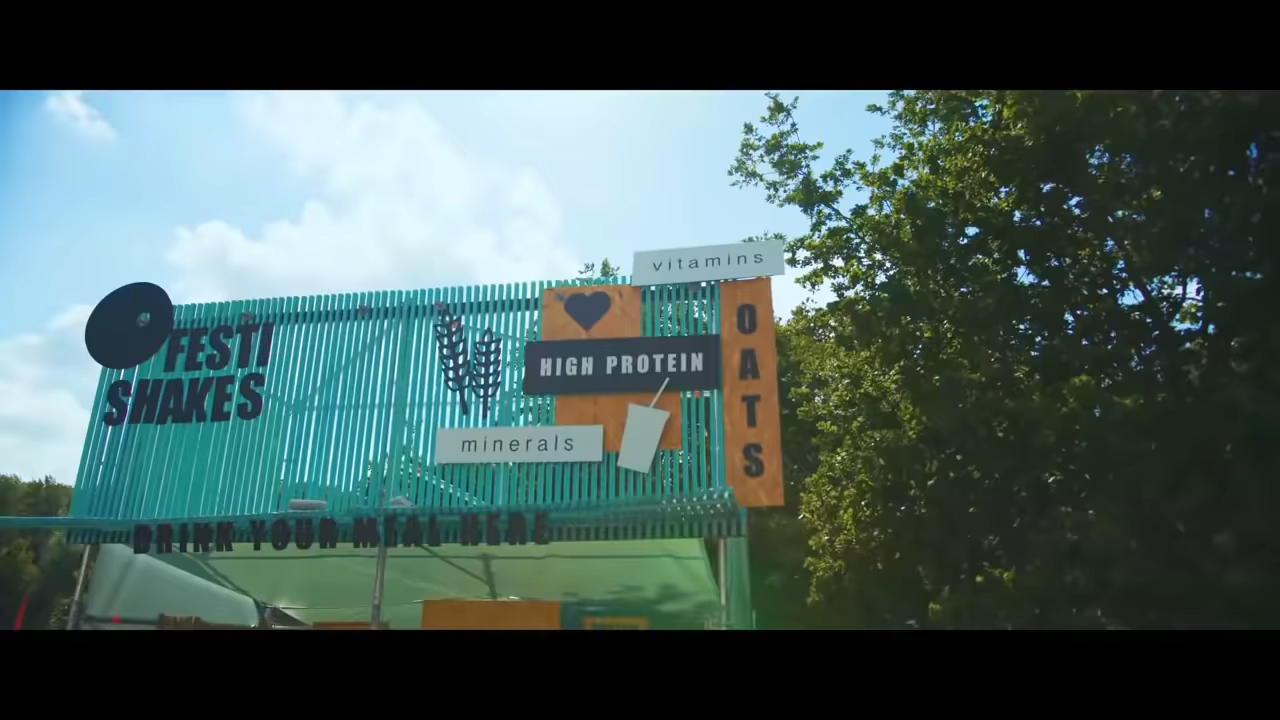 FESTI
SHAKES
vitamins
HIGH PROTEIN
OATS
minerals
DRINK YOUR MEAL HERE